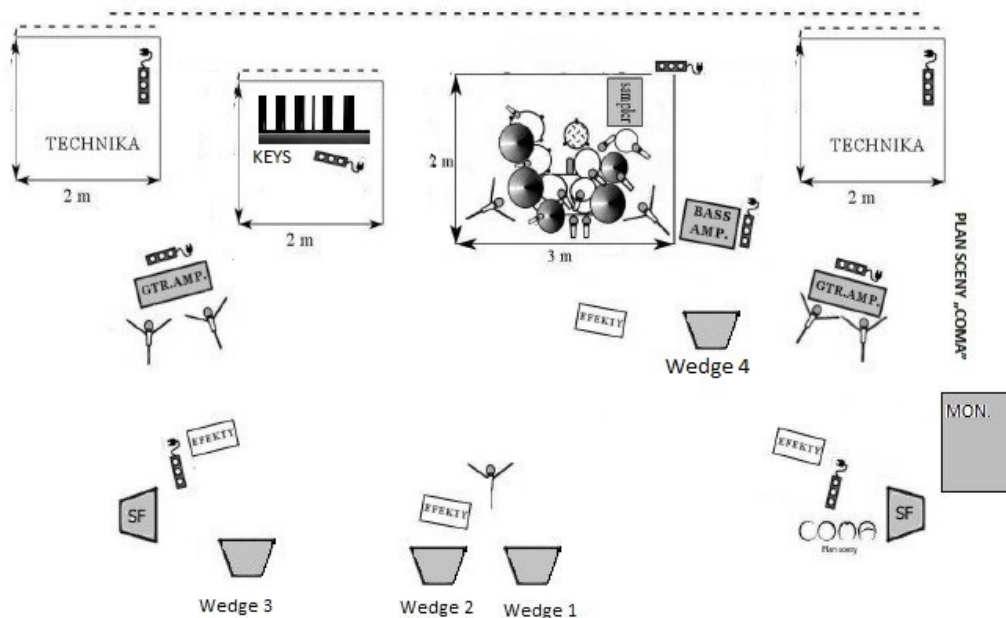 TECHNIKA
2 m
KEYS
2 m
2 m
sampler
3 m
BASS
AMP.
TECHNIKA
2 m
PLAN SCENY „COMA”
GTR.AMP.
GTR.AMP.
EFEKTY
Wedge 4
MON.
EFEKTY
EFEKTY
EFEKTY
SF
SF
COMA
Plan sceny
Wedge 3
Wedge 2
Wedge 1